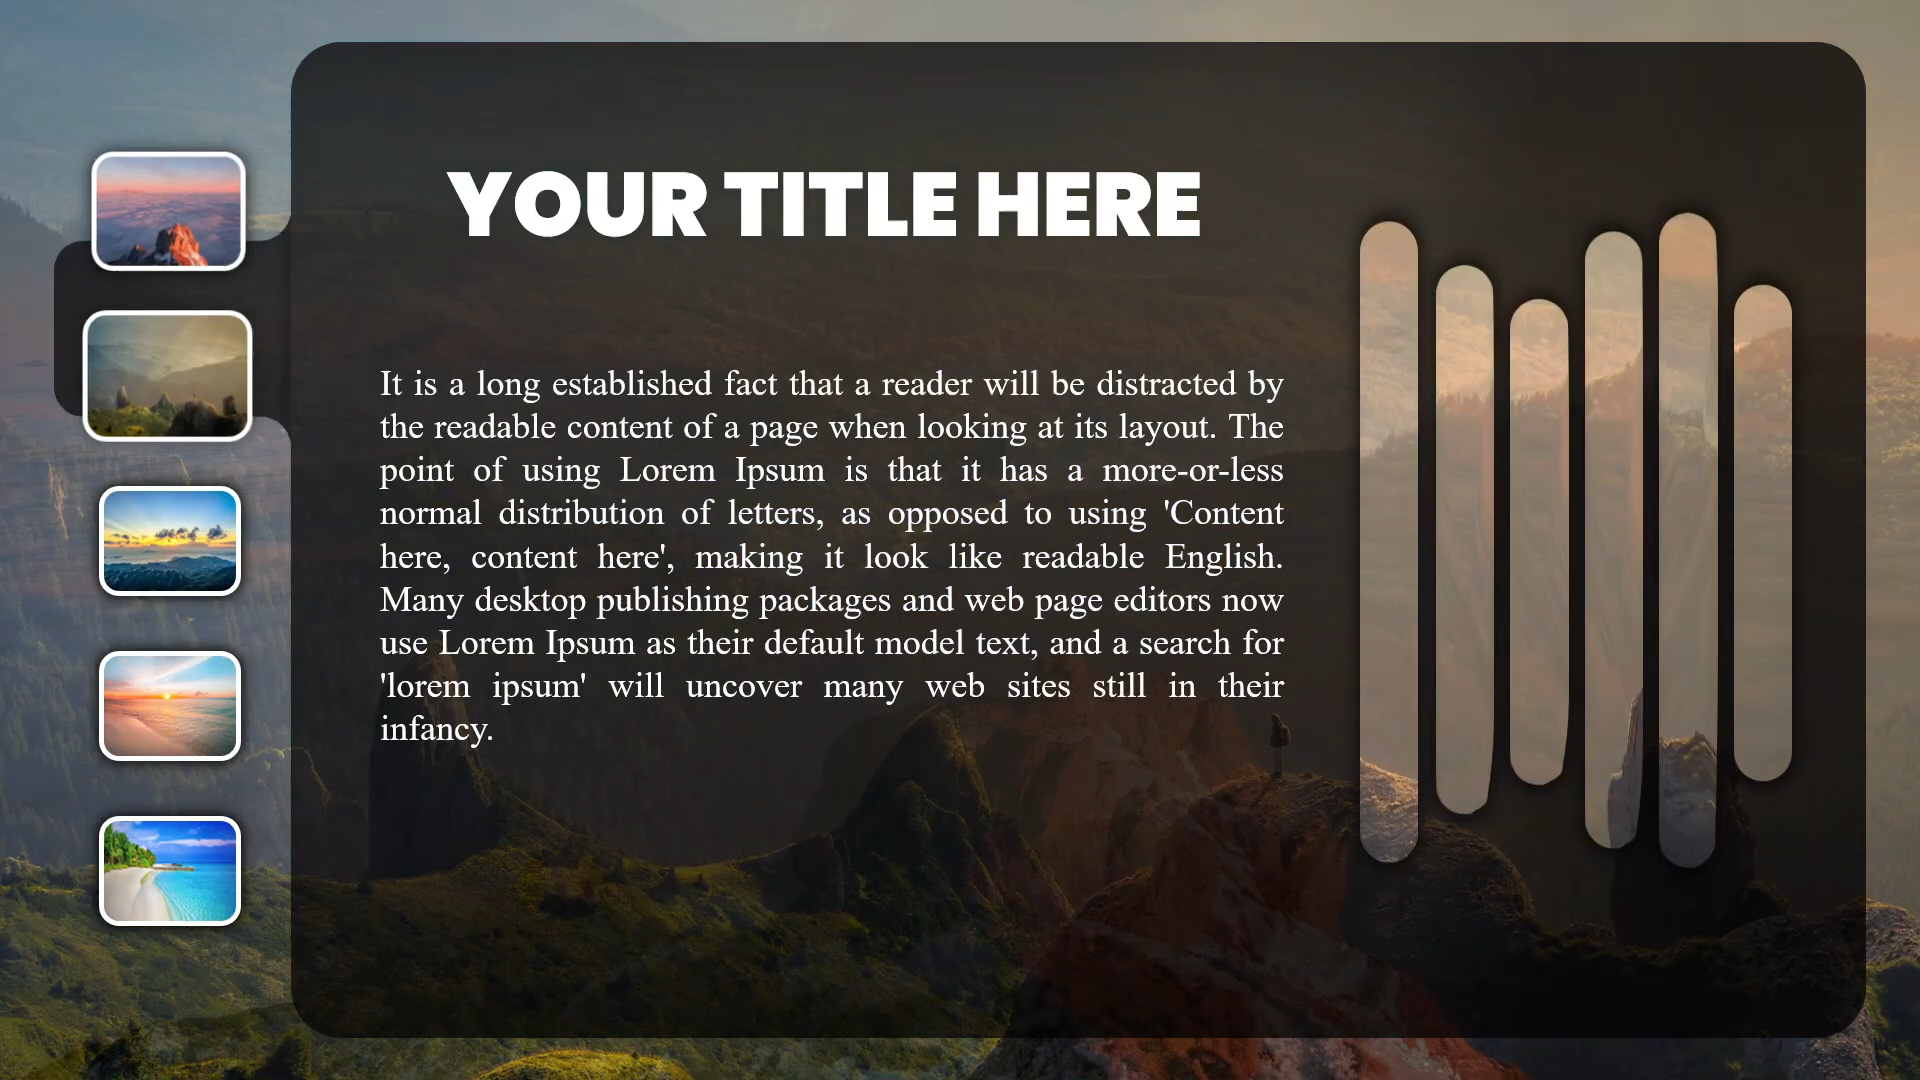 YOUR TITLE HERE
It is a long established fact that a reader will be distracted by
the readable content of a page when looking at its layout. The
point of using Lorem Ipsum is that it has a more-or-less
normal distribution of letters, as opposed to using 'Content
here, content here', making it look like readable English.
Many desktop publishing packages and web page editors now
use Lorem Ipsum as their default model text, and a search for
'lorem ipsum' will uncover many web sites still in their
infancy.